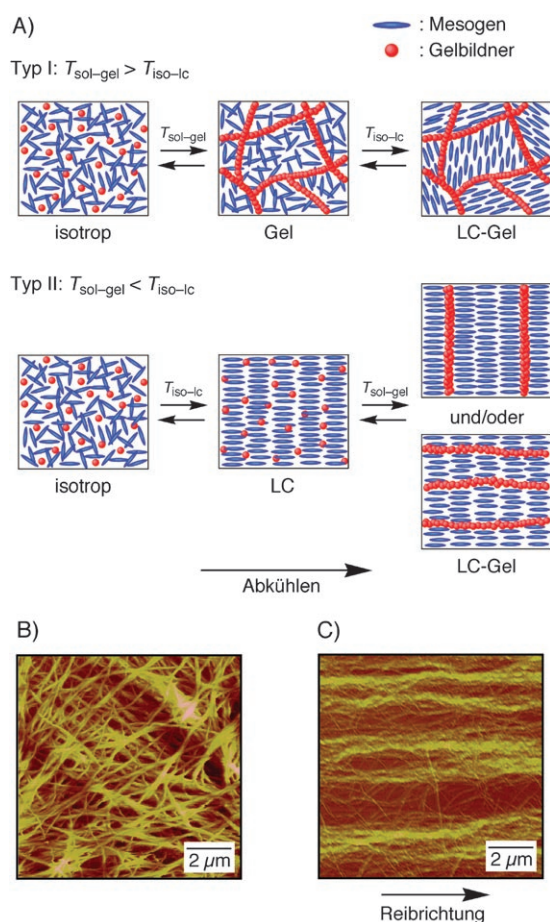 A)
: Mesogen
: Gelbildner
Typ I: Tsol–gel > Tiso–lc
Tsol–gel
Tiso–lc
isotrop
Gel
LC-Gel
Typ II: Tsol–gel < Tiso–lc
Tiso–lc
Tsol–gel
und/oder
isotrop
LC
LC-Gel
Abkühlen
B)
C)
2 µm
2 µm
Reibrichtung